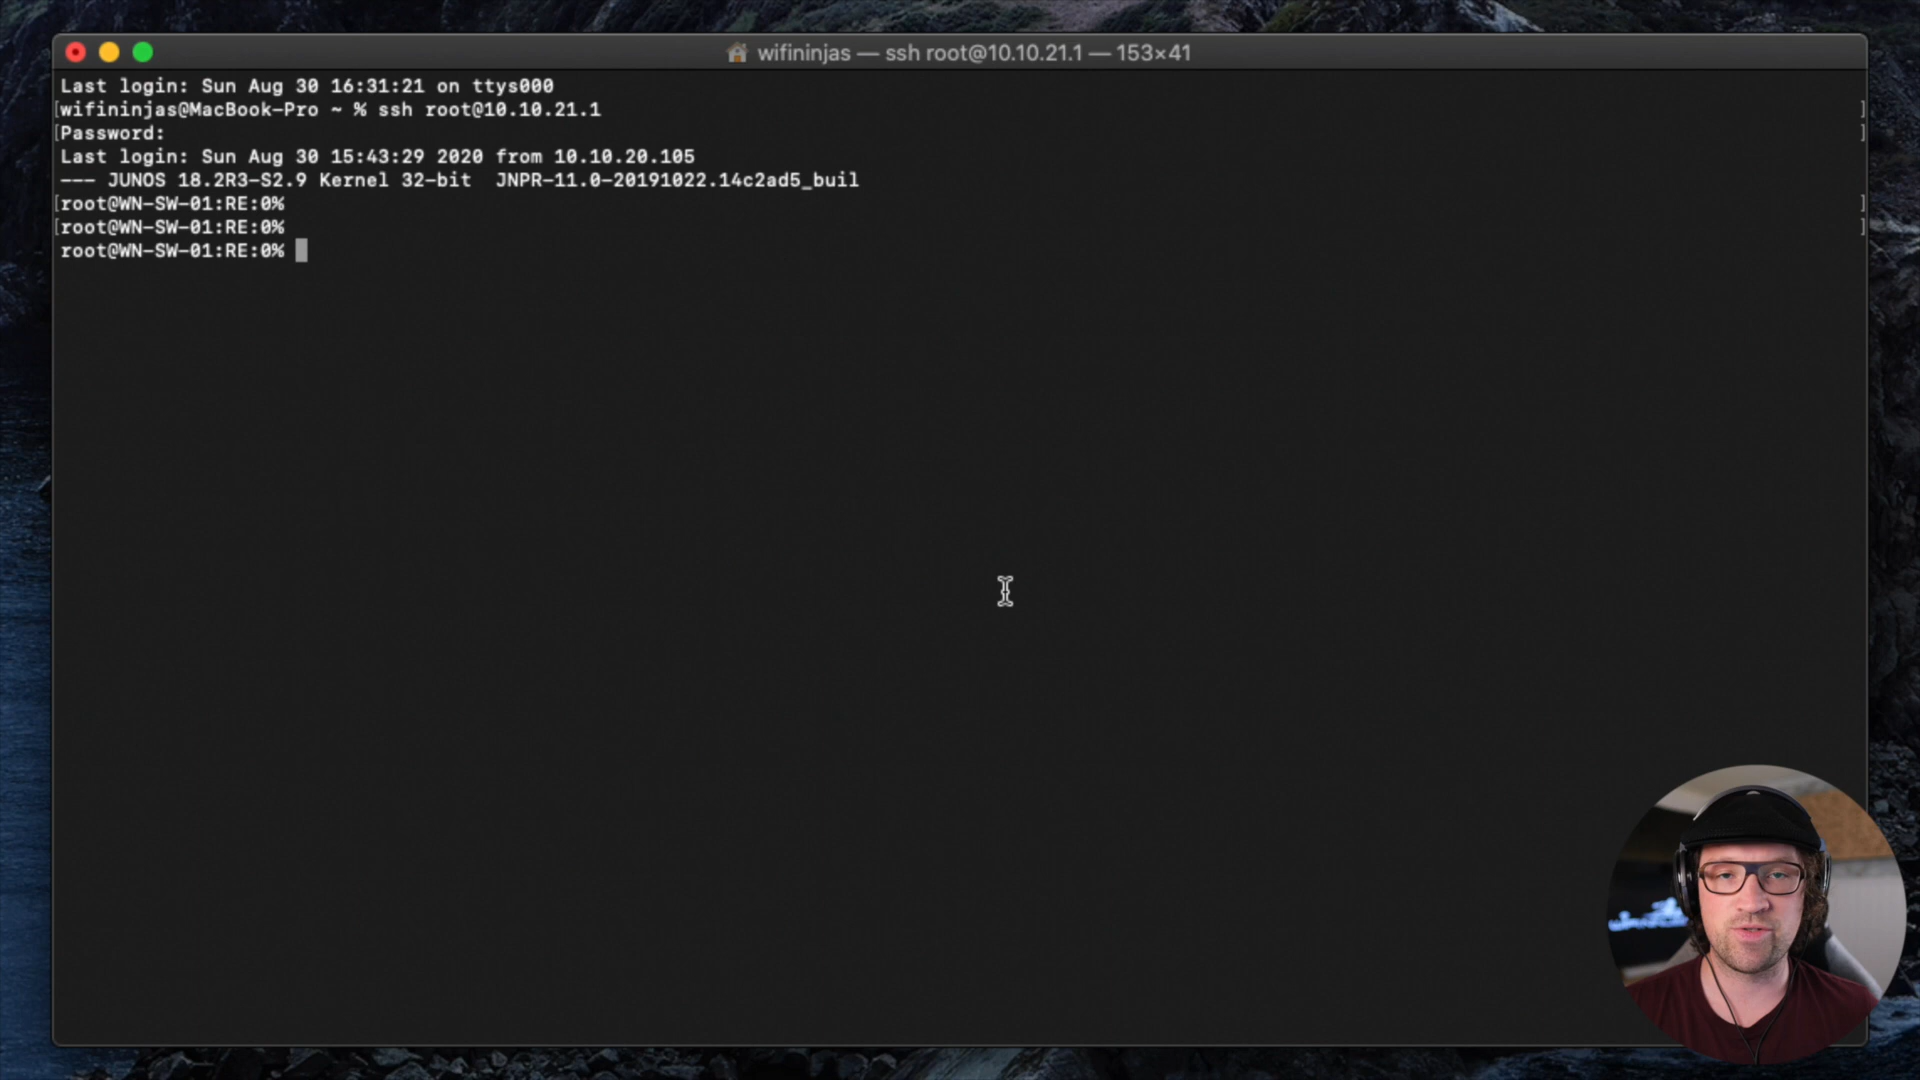 wifininjas — ssh root@10.10.21.1 — 153×41
Last login: Sun Aug 30 16:31:21 on ttys000
[wifininjas@MacBook-Pro ~ % ssh root@10.10.21.1 ]
[Password: ]
Last login: Sun Aug 30 15:43:29 2020 from 10.10.20.105
--- JUNOS 18.2R3-S2.9 Kernel 32-bit  JNPR-11.0-20191022.14c2ad5_buil
[root@WN-SW-01:RE:0% ]
[root@WN-SW-01:RE:0% ]
root@WN-SW-01:RE:0%